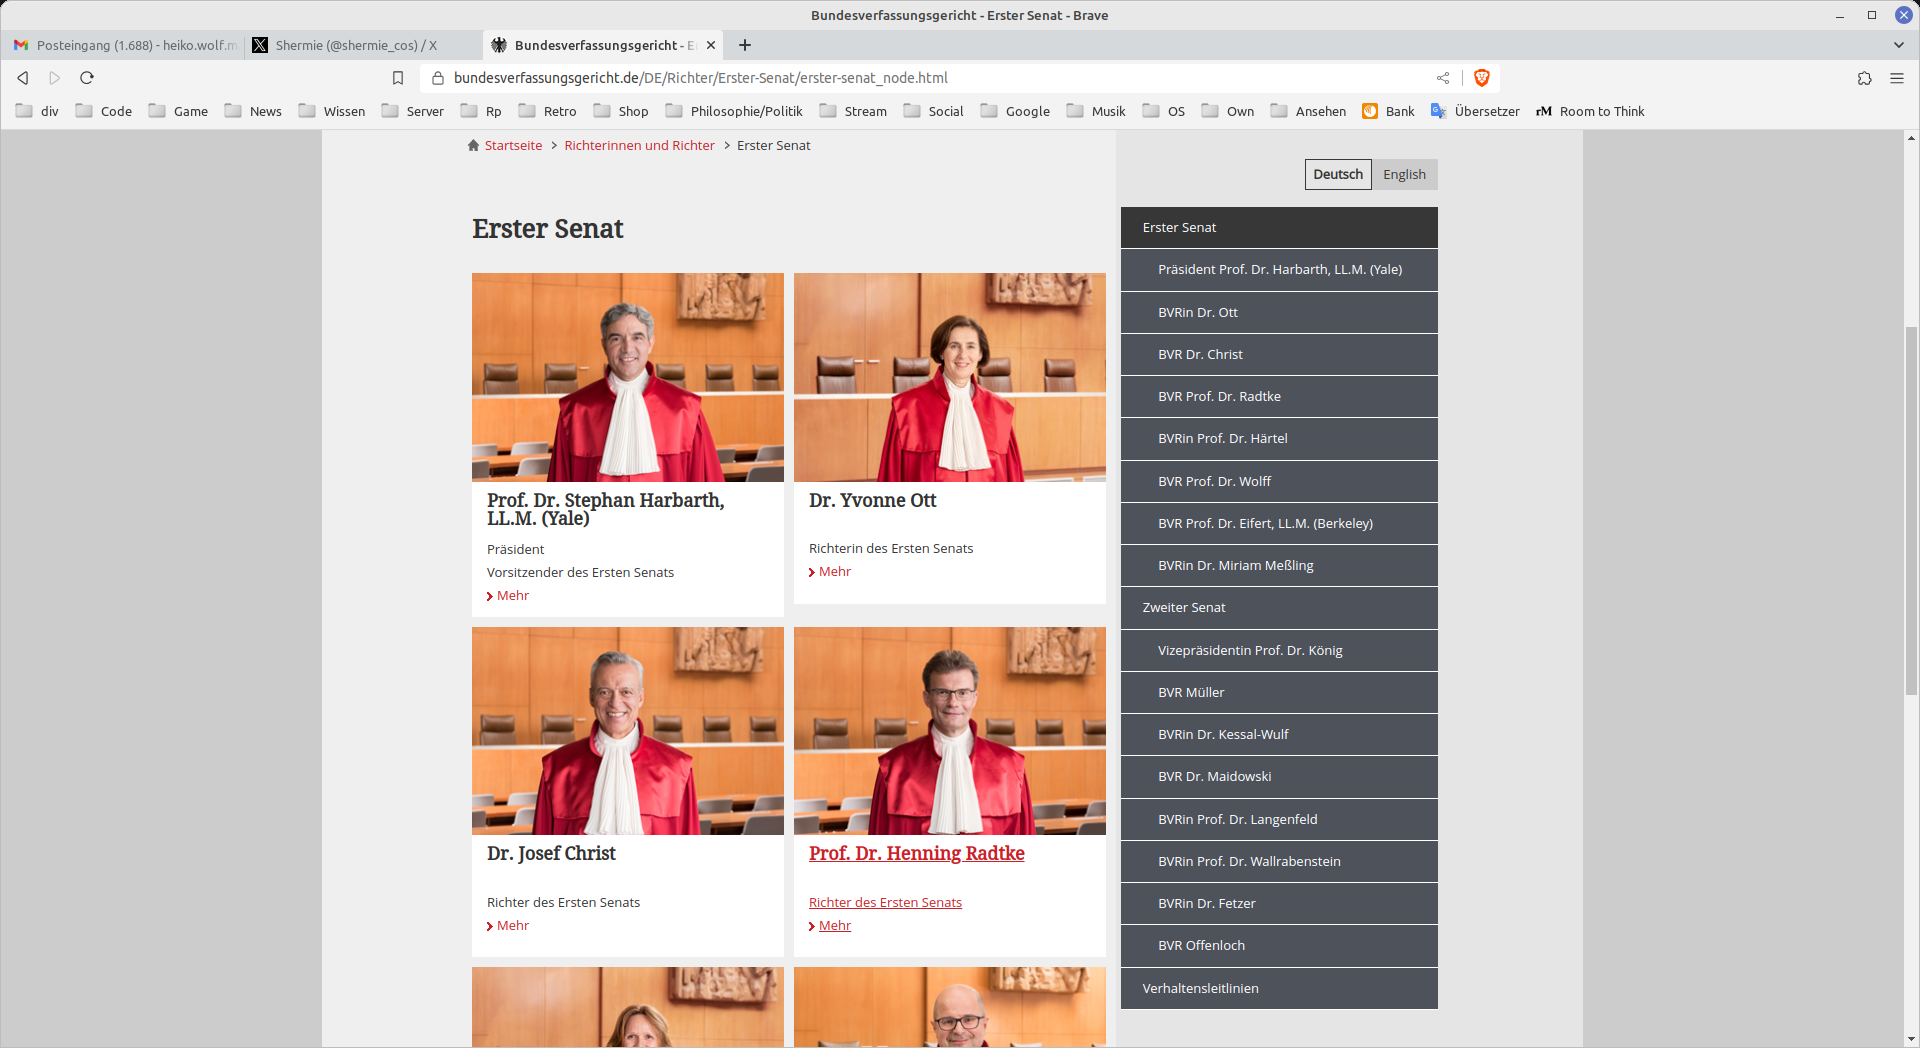 Bundesverfassungsgericht - Erster Senat - Brave
Posteingang (1.688) - heiko.wolf.m
Shermie (@shermie_cos) / X
Bundesverfassungsgericht - E
bundesverfassungsgericht.de/DE/Richter/Erster-Senat/erster-senat_node.html
div Code Game News Wissen Server Rp Retro Shop Philosophie/Politik Stream Social Google Musik OS Own Ansehen Bank Übersetzer rM Room to Think
Startseite > Richterinnen und Richter > Erster Senat
Deutsch English
Erster Senat
Prof. Dr. Stephan Harbarth,
LL.M. (Yale)
Präsident
Vorsitzender des Ersten Senats
Mehr
Dr. Yvonne Ott
Richterin des Ersten Senats
Mehr
Dr. Josef Christ
Richter des Ersten Senats
Mehr
Prof. Dr. Henning Radtke
Richter des Ersten Senats
Mehr
Erster Senat
Präsident Prof. Dr. Harbarth, LL.M. (Yale)
BVRin Dr. Ott
BVR Dr. Christ
BVR Prof. Dr. Radtke
BVRin Prof. Dr. Härtel
BVR Prof. Dr. Wolff
BVR Prof. Dr. Eifert, LL.M. (Berkeley)
BVRin Dr. Miriam Meßling
Zweiter Senat
Vizepräsidentin Prof. Dr. König
BVR Müller
BVRin Dr. Kessal-Wulf
BVR Dr. Maidowski
BVRin Prof. Dr. Langenfeld
BVRin Prof. Dr. Wallrabenstein
BVRin Dr. Fetzer
BVR Offenloch
Verhaltensleitlinien